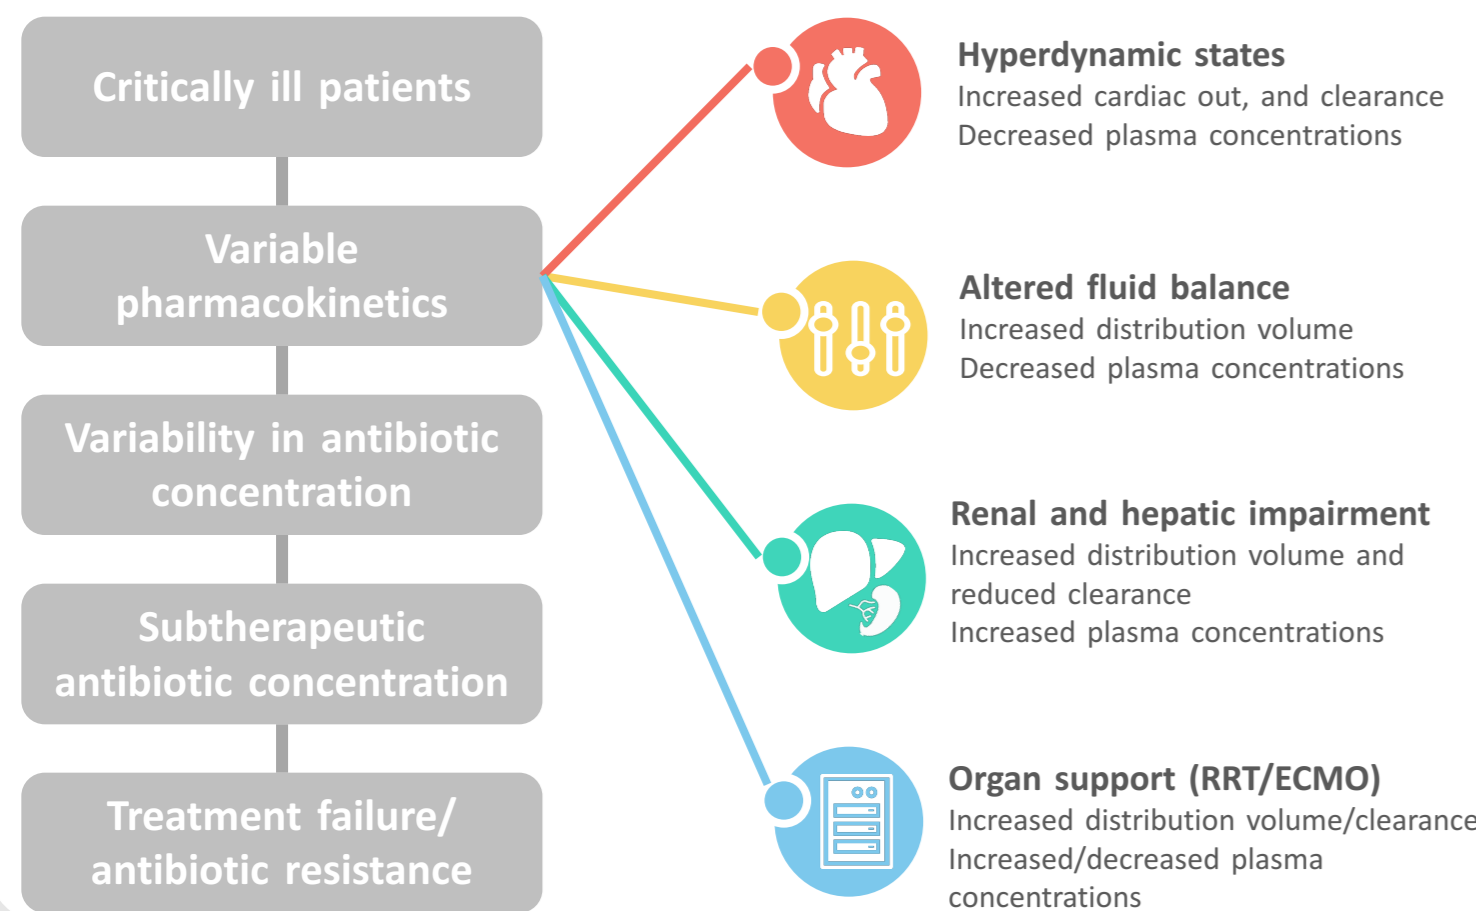 Critically ill patients
Variable
pharmacokinetics
Variability in antibiotic
concentration
Subtherapeutic
antibiotic concentration
Treatment failure/
antibiotic resistance
Hyperdynamic states
Increased cardiac out, and clearance
Decreased plasma concentrations
Altered fluid balance
Increased distribution volume
Decreased plasma concentrations
Renal and hepatic impairment
Increased distribution volume and
reduced clearance
Increased plasma concentrations
Organ support (RRT/ECMO)
Increased distribution volume/clearance
Increased/decreased plasma
concentrations